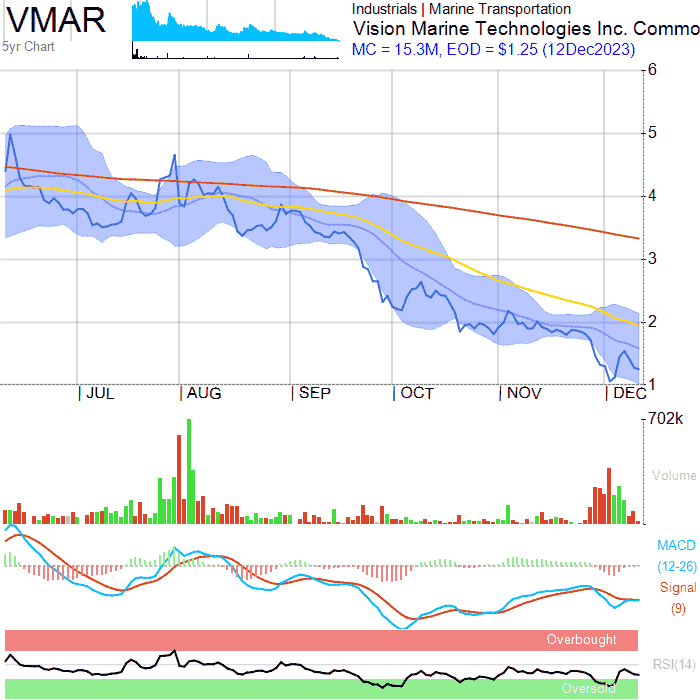 VMAR
5yr Chart
Industrials | Marine Transportation
Vision Marine Technologies Inc. Commo
MC = 15.3M, EOD = $1.25 (12Dec2023)
6
5
4
3
2
1
| JUL | AUG | SEP | OCT | NOV | DEC
702k
Volume
MACD
(12-26)
Signal
(9)
Overbought
RSI(14)
Oversold